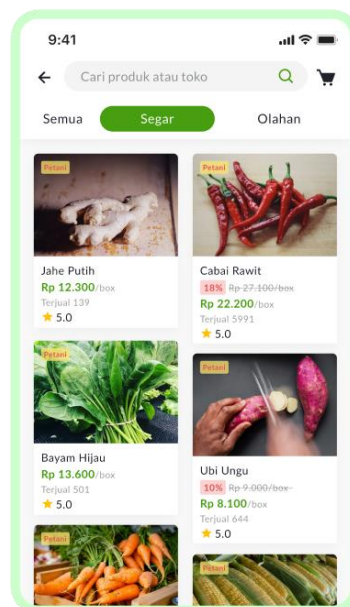 9:41
Cari produk atau toko
Semua
Segar
Olahan
Petani
Jahe Putih
Rp 12.300/box
Terjual 139
5.0
Petani
Cabai Rawit
18% Rp 27.100/box
Rp 22.200/box
Terjual 5991
5.0
Petani
Bayam Hijau
Rp 13.600/box
Terjual 501
5.0
Petani
Ubi Ungu
10% Rp 9.000/box
Rp 8.100/box
Terjual 644
5.0
Petani
Petani